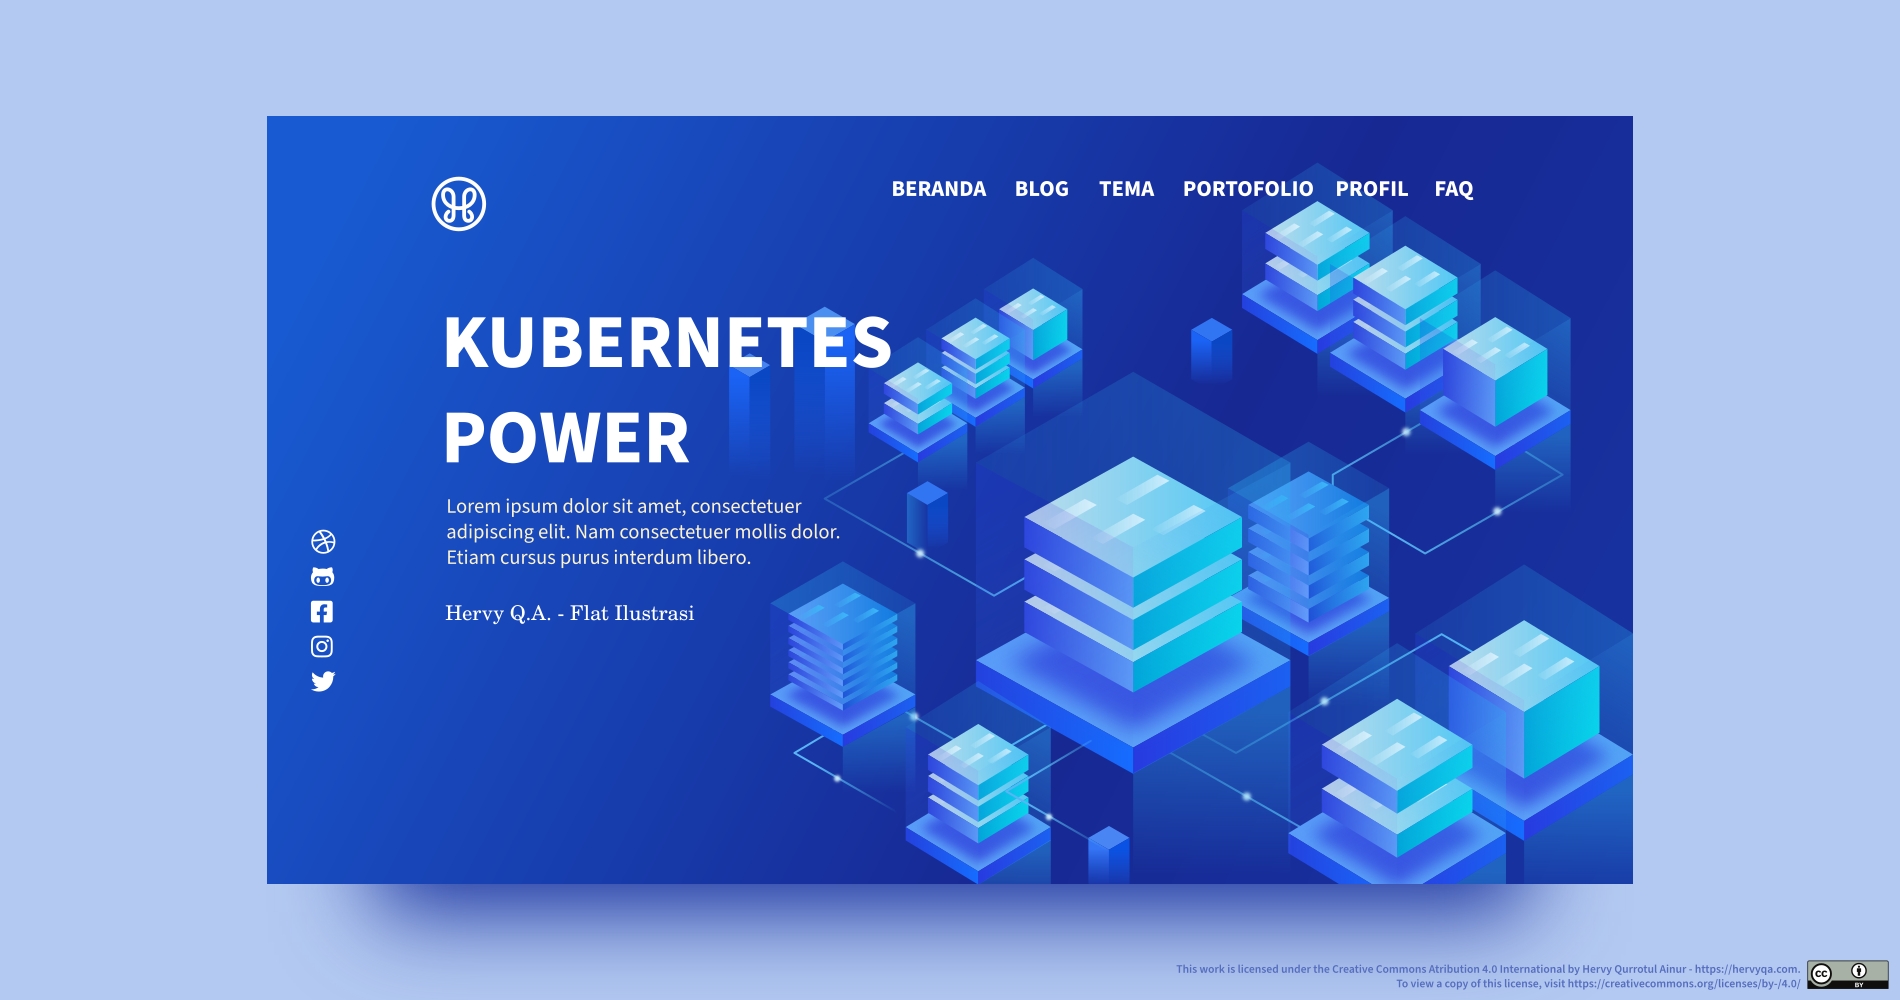 BERANDA BLOG TEMA PORTOFOLIO PROFIL FAQ
KUBERNETES
POWER
Lorem ipsum dolor sit amet, consectetuer
adipiscing elit. Nam consectetuer mollis dolor.
Etiam cursus purus interdum libero.
Hervy Q.A. - Flat Ilustrasi
This work is licensed under the Creative Commons Atribution 4.0 International by Hervy Qurrotul Ainur - https://hervyqa.com.
To view a copy of this license, visit https://creativecommons.org/licenses/by-/4.0/
cc
BY